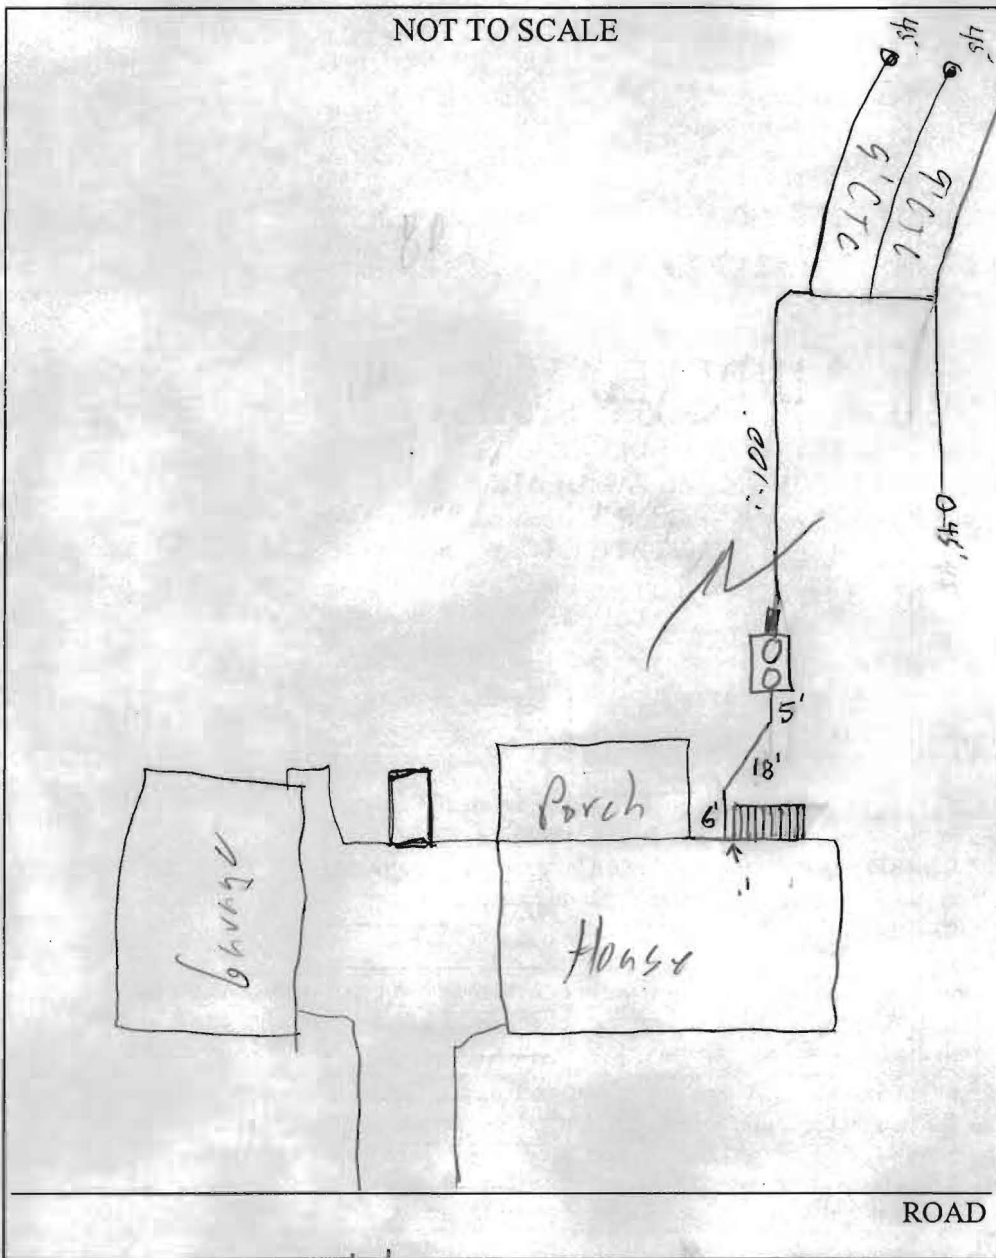 NOT TO SCALE
45'
45'
9' CTC
9' CTC
100'
0-45'
5'
18'
Porch
6'
Garage
House
ROAD